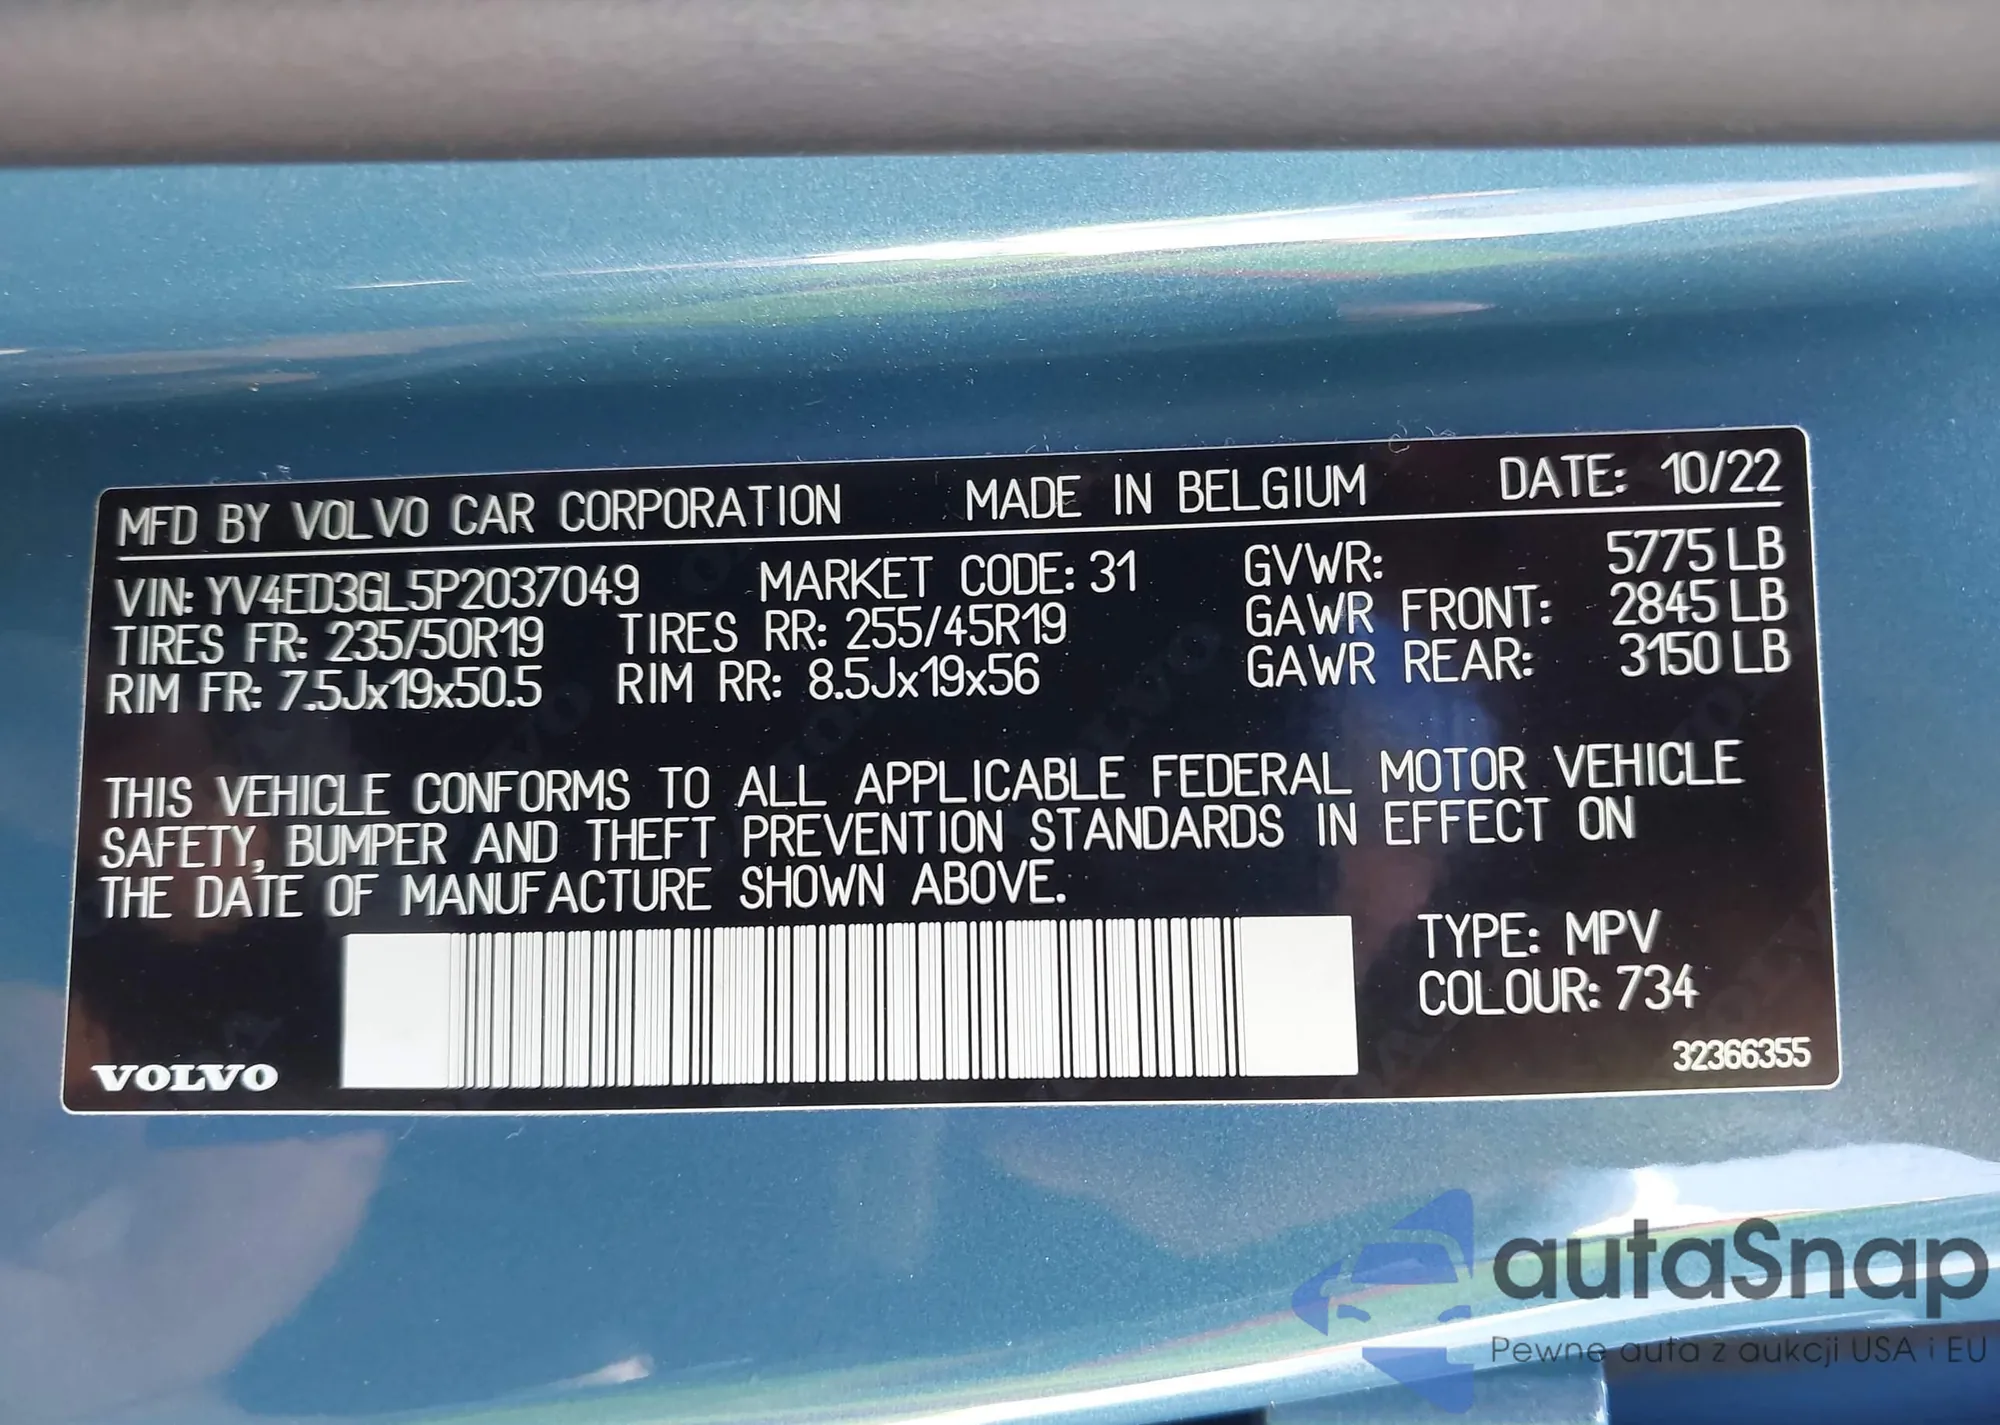 MFD BY VOLVO CAR CORPORATION MADE IN BELGIUM DATE: 10/22
VIN: YV4ED3GL5P2037049 MARKET CODE: 31 GVWR: 5775 LB
TIRES FR: 235/50R19 TIRES RR: 255/45R19 GAWR FRONT: 2845 LB
RIM FR: 7.5Jx19x50.5 RIM RR: 8.5Jx19x56 GAWR REAR: 3150 LB
THIS VEHICLE CONFORMS TO ALL APPLICABLE FEDERAL MOTOR VEHICLE
SAFETY, BUMPER AND THEFT PREVENTION STANDARDS IN EFFECT ON
THE DATE OF MANUFACTURE SHOWN ABOVE.
TYPE: MPV
COLOUR: 734
VOLVO
32366355
autaSnap
Pewne auta z aukcji USA i EU